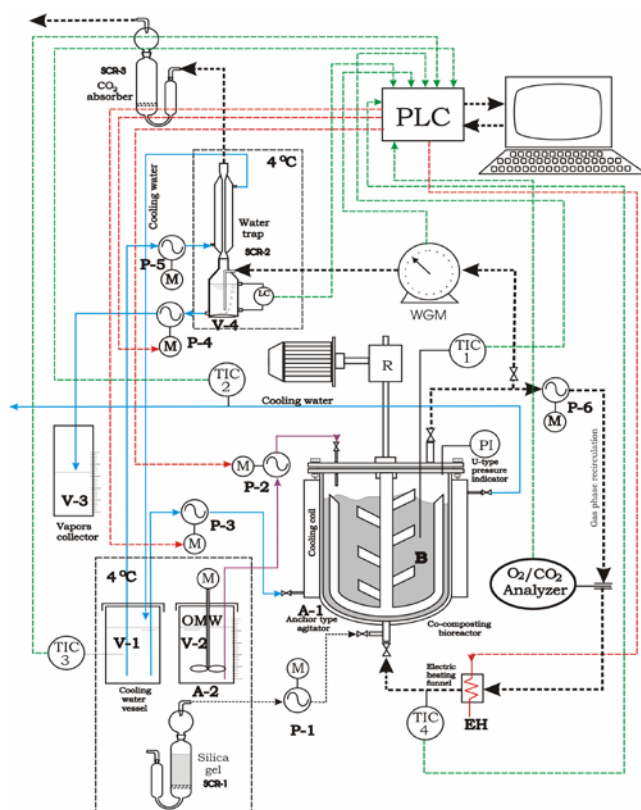 SCR-3
CO2
absorber
PLC
4 °C
Cooling water
Water
trap
SCR-2
P-5
M
LC
V-4
P-4
M
WGM
TIC
1
TIC
2
R
Cooling water
P-6
M
PI
U-type
pressure
indicator
M
P-2
V-3
Vapors
collector
P-3
M
Cooling coil
B
Gas phase recirculation
O2/CO2
Analyzer
4 °C
M
OMW
V-1
V-2
A-1
Anchor type
agitator
Co-composting
bioreactor
TIC
3
A-2
Cooling water
vessel
M
P-1
Electric
heating
funnel
TIC
4
EH
Silica
gel
SCR-1